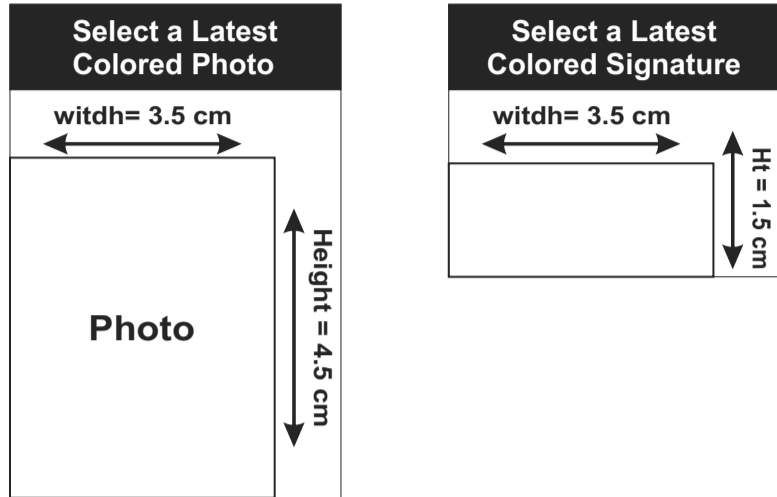 Select a Latest
Colored Photo
witdh= 3.5 cm
Height = 4.5 cm
Photo
Select a Latest
Colored Signature
witdh= 3.5 cm
Ht = 1.5 cm